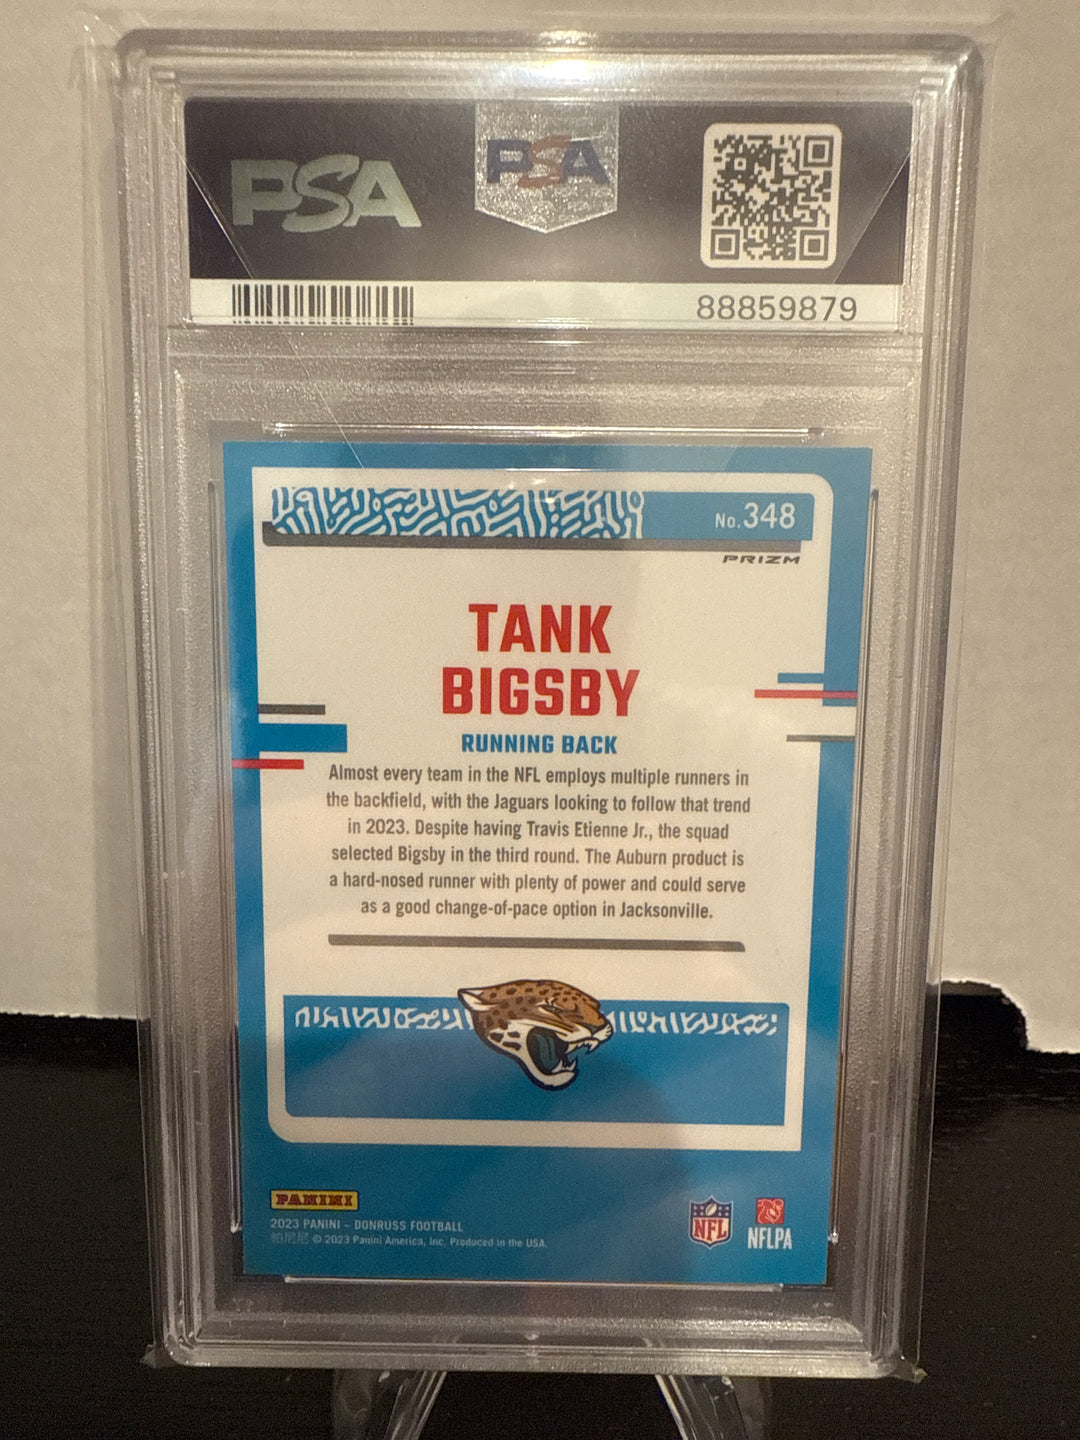 PSA
PSA
88859879
No.348
PRIZM
TANK
BIGSBY
RUNNING BACK
Almost every team in the NFL employs multiple runners in
the backfield, with the Jaguars looking to follow that trend
in 2023. Despite having Travis Etienne Jr., the squad
selected Bigsby in the third round. The Auburn product is
a hard-nosed runner with plenty of power and could serve
as a good change-of-pace option in Jacksonville.
PANINI
2023 PANINI – DONRUSS FOOTBALL
帕尼尼 © 2023 Panini America, Inc. Produced in the USA.
NFL
NFLPA